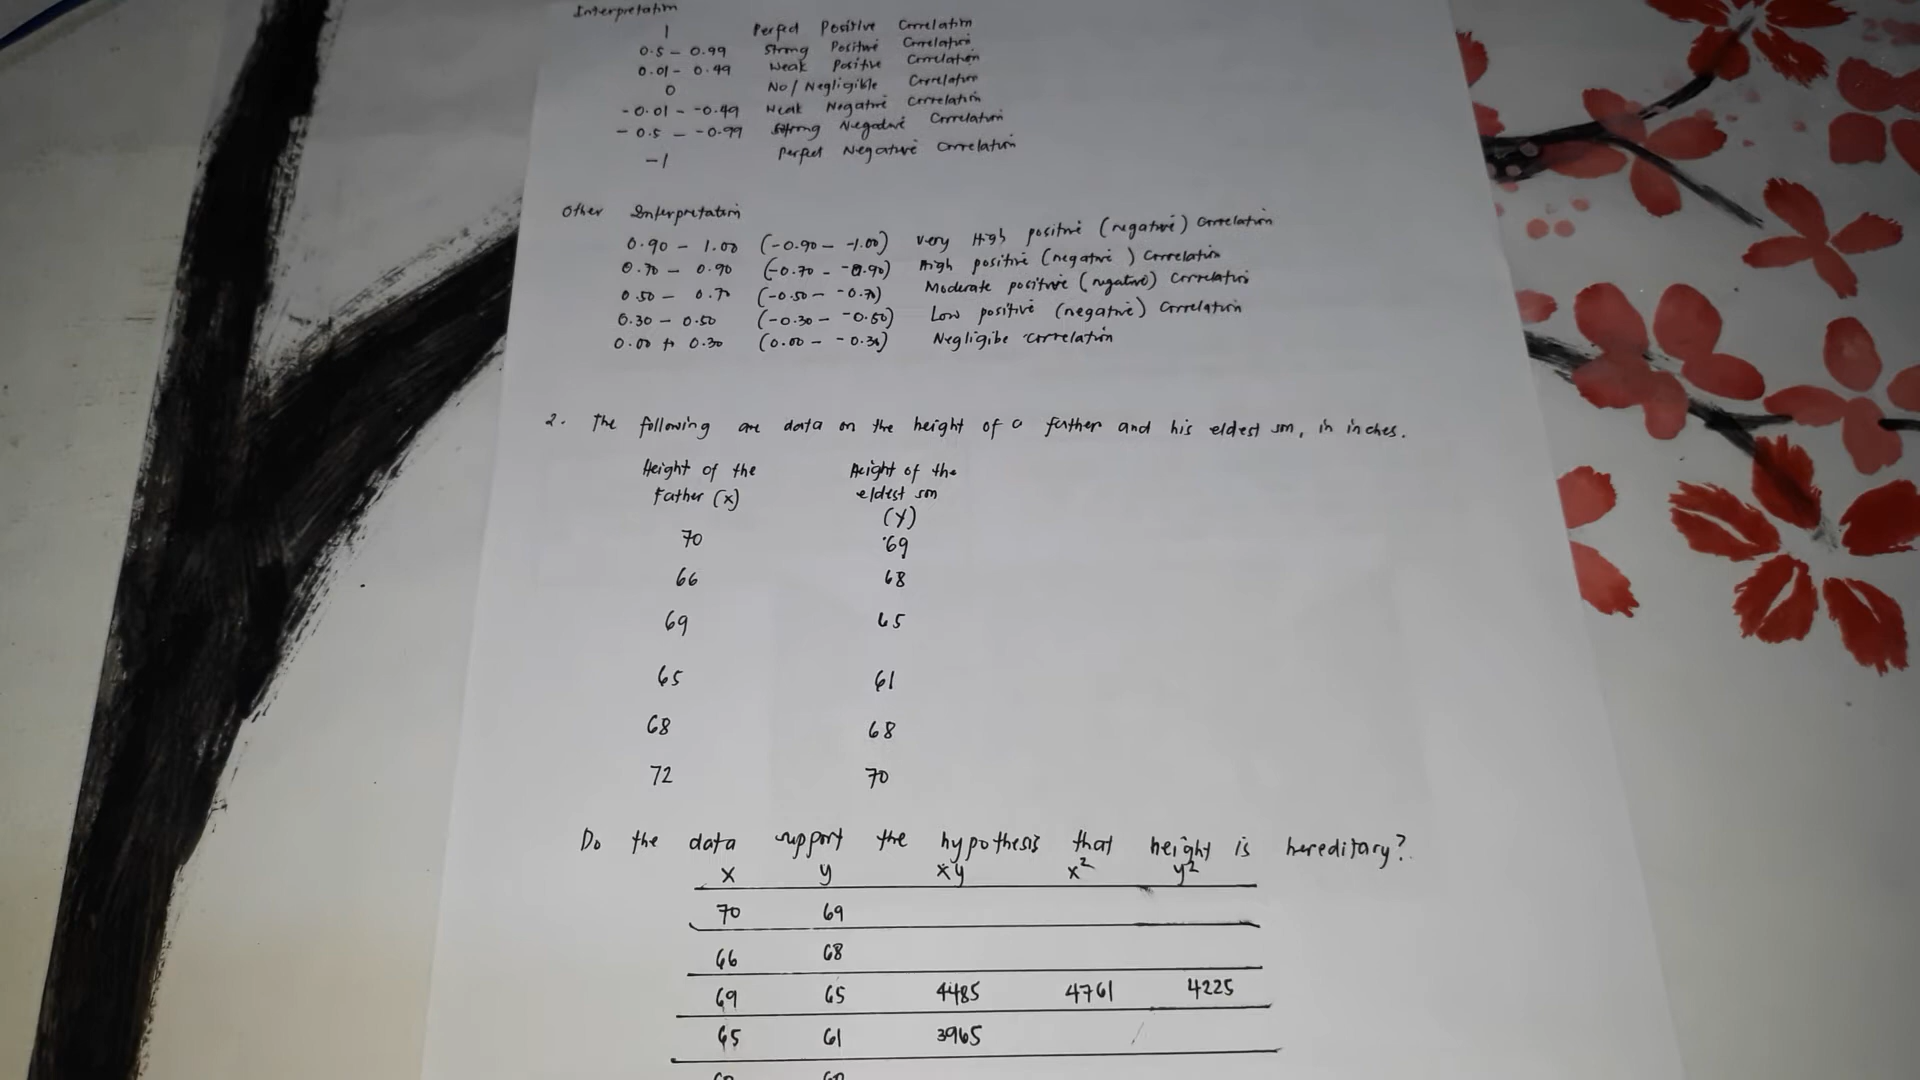 Interpretation
1 Perfect Positive Correlation
0.5 - 0.99 Strong Positive Correlation
0.01 - 0.49 Weak Positive Correlation
0 No/Negligible Correlation
-0.01 - -0.49 Weak Negative Correlation
-0.5 - -0.99 Strong Negative Correlation
-1 Perfect Negative Correlation
Other Interpretation
0.90 - 1.00 (-0.90 - -1.00) Very High positive (negative) Correlation
0.70 - 0.90 (-0.70 - -0.90) High positive (negative) Correlation
0.50 - 0.70 (-0.50 - -0.70) Moderate positive (negative) Correlation
0.30 - 0.50 (-0.30 - -0.50) Low positive (negative) Correlation
0.00 to 0.30 (0.00 - -0.30) Negligibe correlation
2. The following are data on the height of a father and his eldest son, in inches.
Height of the Height of the
Father (x) eldest son
(Y)
70 69
66 68
69 65
65 61
68 68
72 70
Do the data support the hypothesis that height is hereditary?
x y xy x² y²
70 69
66 68
69 65 4485 4761 4225
65 61 3965